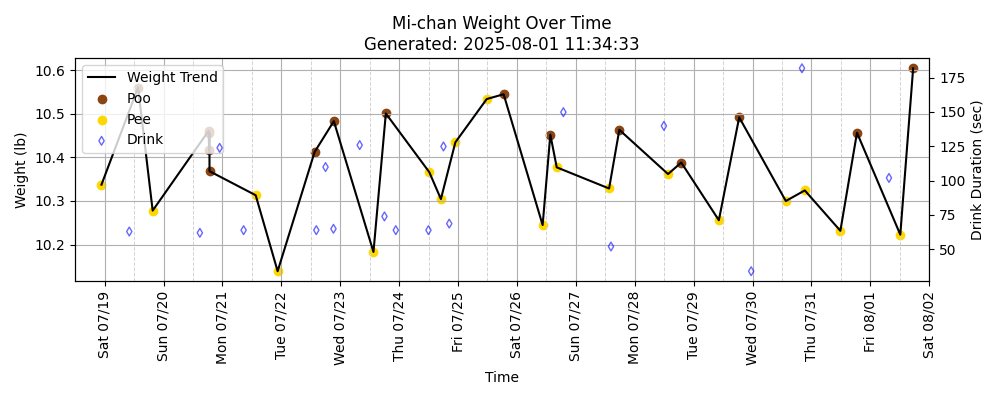 Mi-chan Weight Over Time
Generated: 2025-08-01 11:34:33
Weight Trend
Poo
Pee
Drink
Weight (lb)
10.6
10.5
10.4
10.3
10.2
Drink Duration (sec)
175
150
125
100
75
50
Sat 07/19
Sun 07/20
Mon 07/21
Tue 07/22
Wed 07/23
Thu 07/24
Fri 07/25
Sat 07/26
Sun 07/27
Mon 07/28
Tue 07/29
Wed 07/30
Thu 07/31
Fri 08/01
Sat 08/02
Time